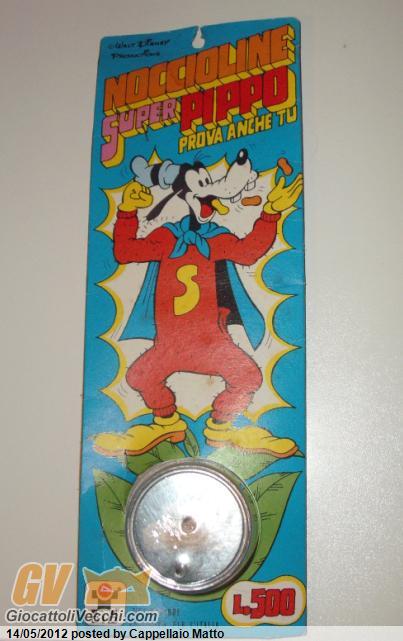 © WALT DISNEY
PRODUCTIONS
NOCCIOLINE
SUPER PIPPO
PROVA ANCHE TU
S
L.500
GV
GiocattoliVecchi.com
14/05/2012 posted by Cappellaio Matto